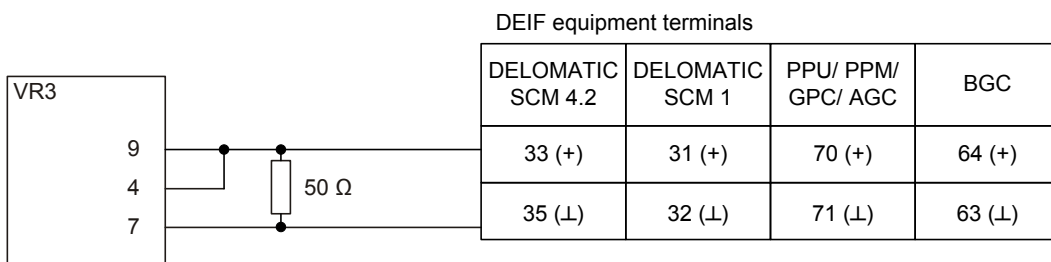 DEIF equipment terminals
DELOMATIC SCM 4.2 DELOMATIC SCM 1 PPU/ PPM/ GPC/ AGC BGC
VR3
9 33 (+) 31 (+) 70 (+) 64 (+)
4
50 Ω
7 35 (⊥) 32 (⊥) 71 (⊥) 63 (⊥)